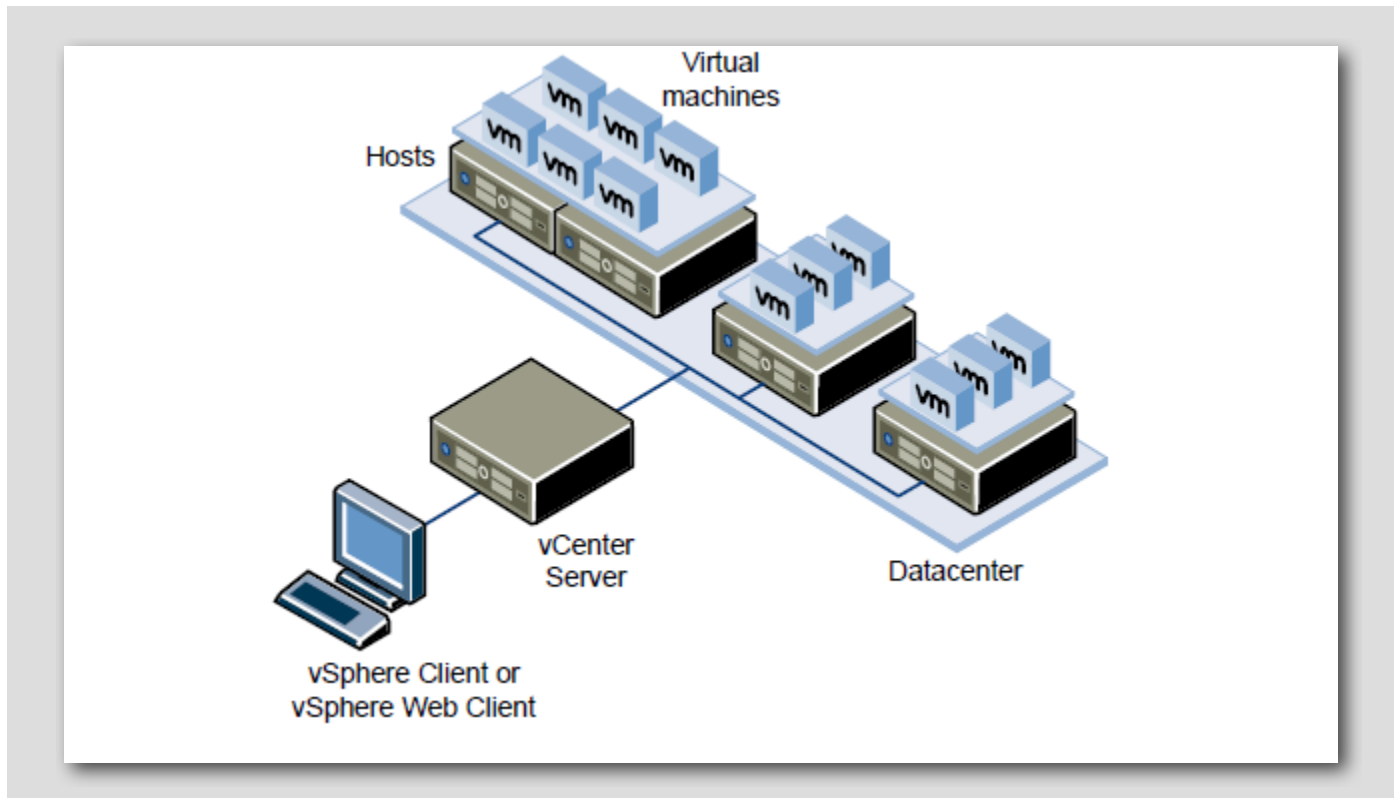 Virtual
machines
Hosts
vm
vm
vm
vm
vm
vm
vm
vm
vm
vm
vm
vm
vCenter
Server
Datacenter
vSphere Client or
vSphere Web Client